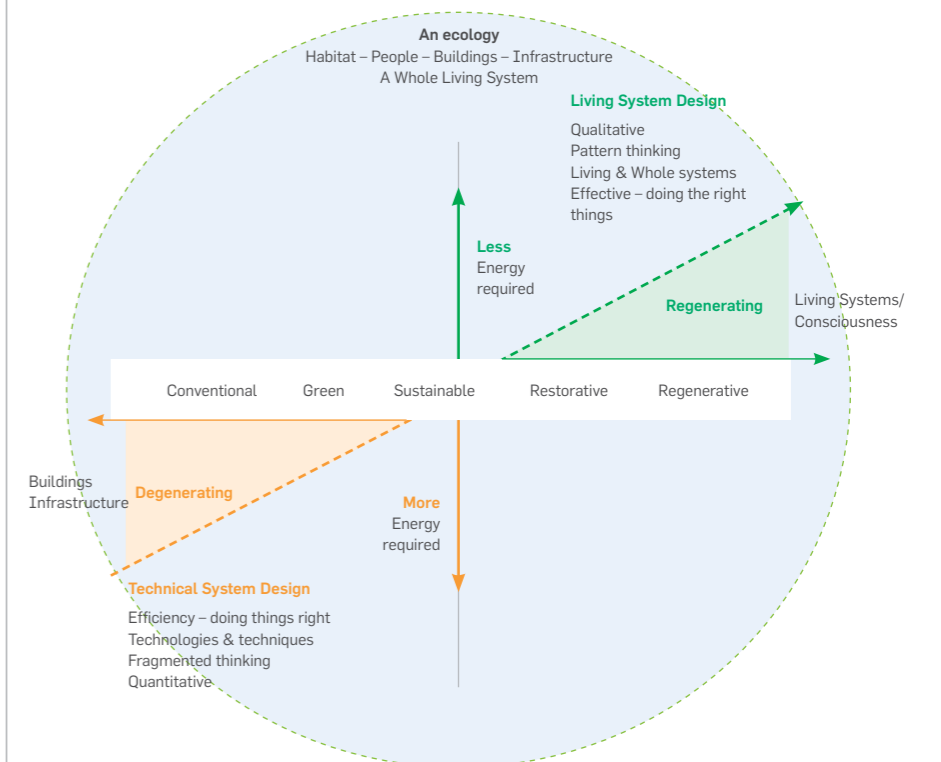 An ecology
Habitat – People – Buildings – Infrastructure
A Whole Living System
Living System Design
Qualitative
Pattern thinking
Living & Whole systems
Effective – doing the right
things
Less
Energy
required
Regenerating
Living Systems/
Consciousness
Conventional Green Sustainable Restorative Regenerative
Buildings
Infrastructure
Degenerating
More
Energy
required
Technical System Design
Efficiency – doing things right
Technologies & techniques
Fragmented thinking
Quantitative